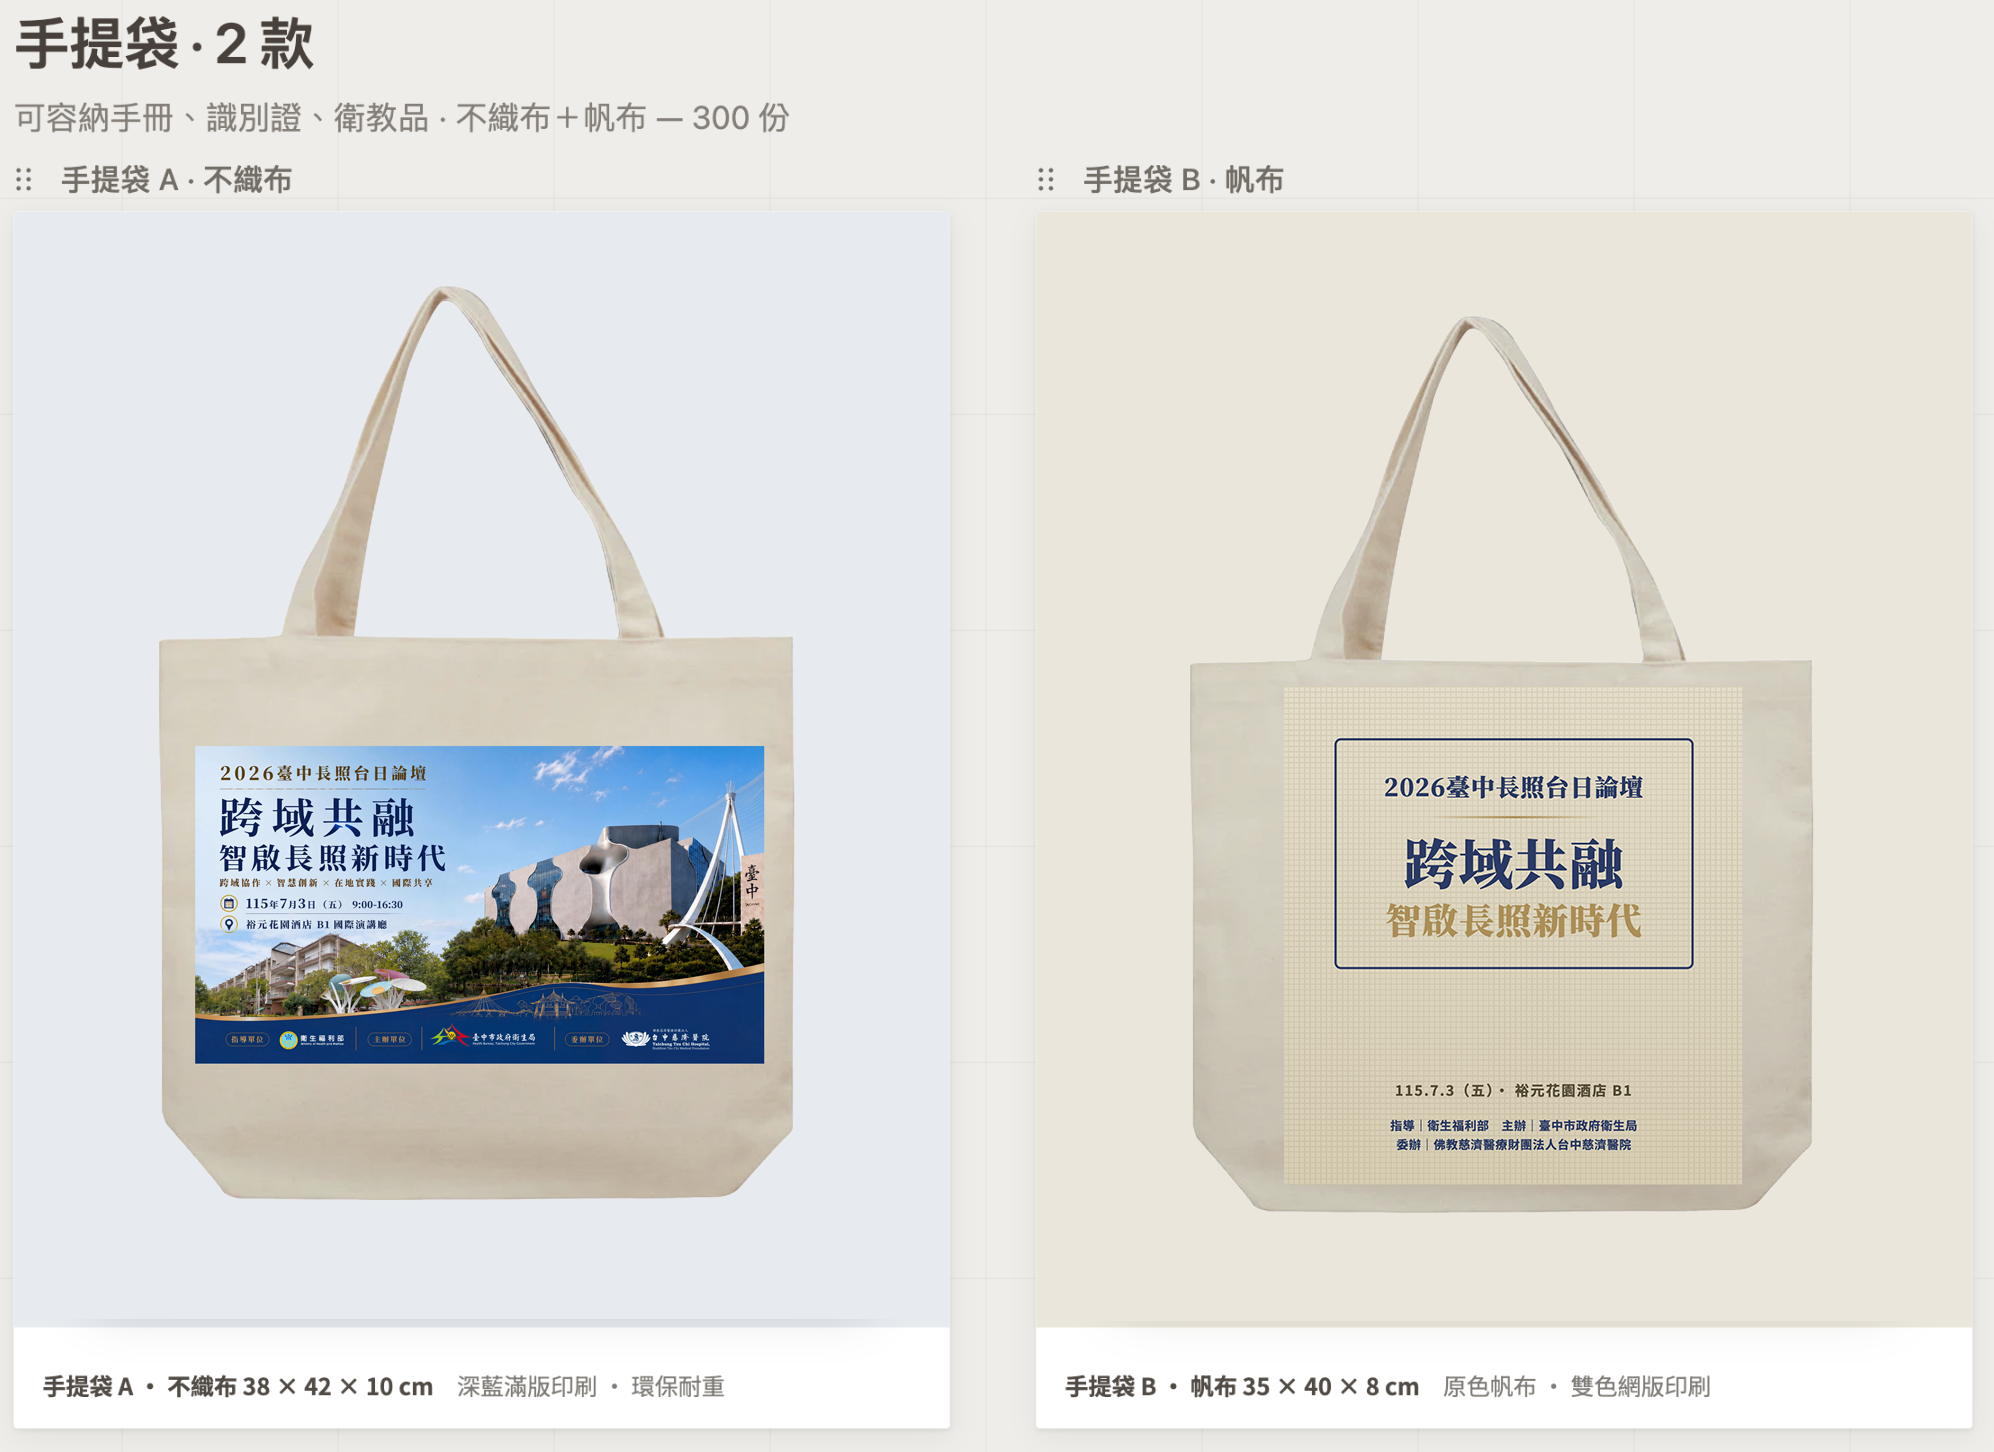 手提袋 · 2 款
可容納手冊、識別證、衛教品 · 不織布＋帆布 — 300 份
手提袋 A · 不織布
2026臺中長照台日論壇
跨域共融
智啟長照新時代
跨域協作 × 智慧創新 × 在地實踐 × 國際共享
115年7月3日（五） 9:00-16:30
裕元花園酒店 B1 國際演講廳
臺中
指導單位 衛生福利部 主辦單位 臺中市政府衛生局 委辦單位 台中慈濟醫院
Taichung Tzu Chi Hospital,
手提袋 A • 不織布 38 × 42 × 10 cm 深藍滿版印刷 • 環保耐重
手提袋 B · 帆布
2026臺中長照台日論壇
跨域共融
智啟長照新時代
115.7.3（五）• 裕元花園酒店 B1
指導｜衛生福利部 主辦｜臺中市政府衛生局
委辦｜佛教慈濟醫療財團法人台中慈濟醫院
手提袋 B • 帆布 35 × 40 × 8 cm 原色帆布 • 雙色網版印刷